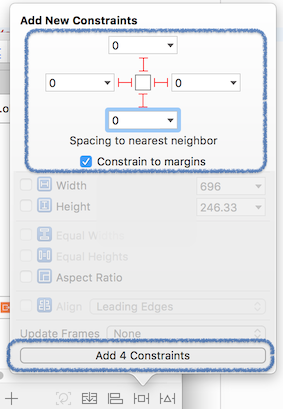 Add New Constraints
0
0 0
0
Spacing to nearest neighbor
Constrain to margins
Width 696
Height 246.33
Equal Widths
Equal Heights
Aspect Ratio
Align Leading Edges
Update Frames None
Add 4 Constraints